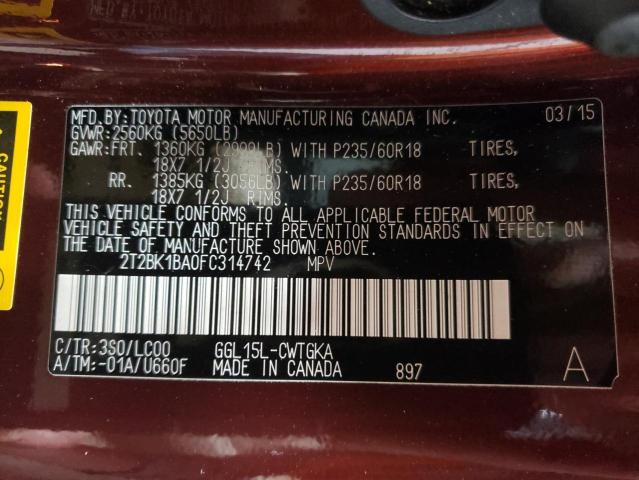 MFD.BY:TOYOTA MOTOR MANUFACTURING CANADA INC. 03/15
GVWR:2560KG (5650LB)
GAWR:FRT. 1360KG (2999LB) WITH P235/60R18 TIRES,
18X7 1/2J RIMS.
RR. 1385KG (3056LB) WITH P235/60R18 TIRES,
18X7 1/2J RIMS.
THIS VEHICLE CONFORMS TO ALL APPLICABLE FEDERAL MOTOR
VEHICLE SAFETY AND THEFT PREVENTION STANDARDS IN EFFECT ON
THE DATE OF MANUFACTURE SHOWN ABOVE.
2T2BK1BA0FC314742 MPV
C/TR:3S0/LC00 GGL15L-CWTGKA
A/TM:-01A/U660F MADE IN CANADA 897 A
CAUTION